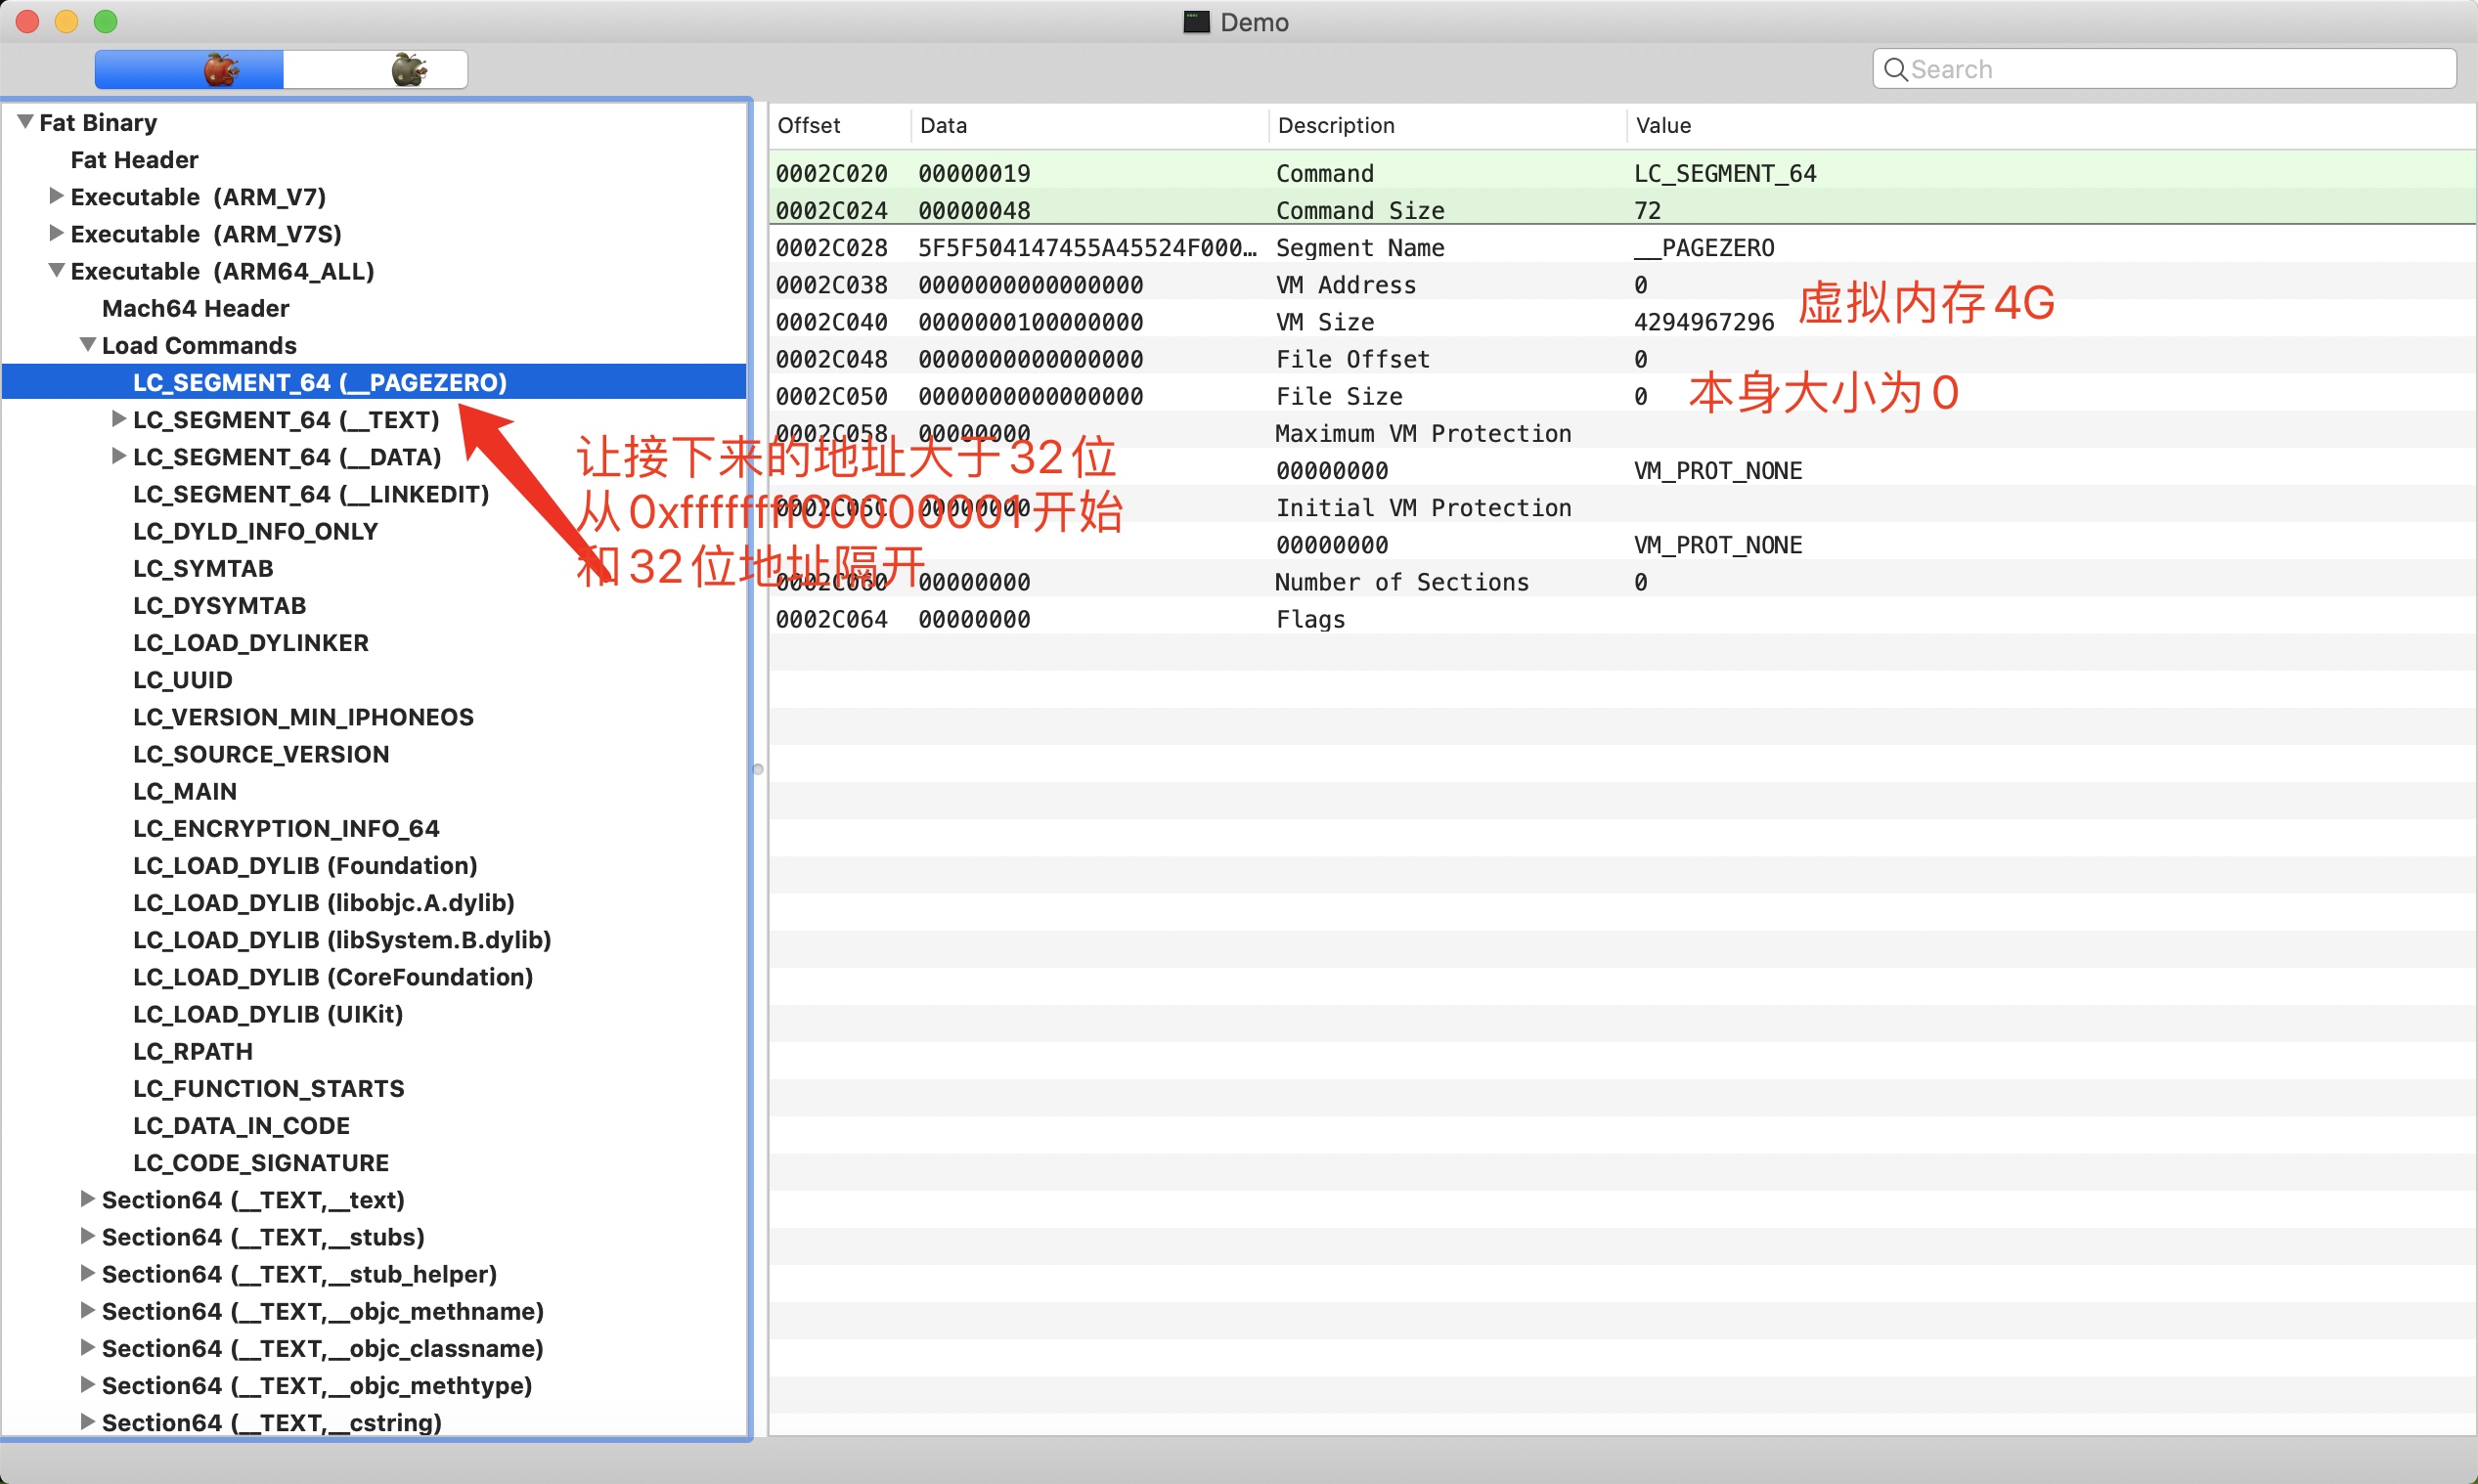 Demo
Search
Fat Binary
Fat Header
Executable (ARM_V7)
Executable (ARM_V7S)
Executable (ARM64_ALL)
Mach64 Header
Load Commands
LC_SEGMENT_64 (__PAGEZERO)
LC_SEGMENT_64 (__TEXT)
LC_SEGMENT_64 (__DATA)
LC_SEGMENT_64 (__LINKEDIT)
LC_DYLD_INFO_ONLY
LC_SYMTAB
LC_DYSYMTAB
LC_LOAD_DYLINKER
LC_UUID
LC_VERSION_MIN_IPHONEOS
LC_SOURCE_VERSION
LC_MAIN
LC_ENCRYPTION_INFO_64
LC_LOAD_DYLIB (Foundation)
LC_LOAD_DYLIB (libobjc.A.dylib)
LC_LOAD_DYLIB (libSystem.B.dylib)
LC_LOAD_DYLIB (CoreFoundation)
LC_LOAD_DYLIB (UIKit)
LC_RPATH
LC_FUNCTION_STARTS
LC_DATA_IN_CODE
LC_CODE_SIGNATURE
Section64 (__TEXT,__text)
Section64 (__TEXT,__stubs)
Section64 (__TEXT,__stub_helper)
Section64 (__TEXT,__objc_methname)
Section64 (__TEXT,__objc_classname)
Section64 (__TEXT,__objc_methtype)
Section64 (__TEXT,__cstring)
让接下来的地址大于32位
从0xffffffff00000001开始
和32位地址隔开
Offset Data Description Value
0002C020 00000019 Command LC_SEGMENT_64
0002C024 00000048 Command Size 72
0002C028 5F5F504147455A45524F000… Segment Name __PAGEZERO
0002C038 0000000000000000 VM Address 0
0002C040 0000000100000000 VM Size 4294967296
虚拟内存4G
0002C048 0000000000000000 File Offset 0
0002C050 0000000000000000 File Size 0
本身大小为0
0002C058 00000000 Maximum VM Protection
00000000 VM_PROT_NONE
0002C05C 00000000 Initial VM Protection
00000000 VM_PROT_NONE
0002C060 00000000 Number of Sections 0
0002C064 00000000 Flags